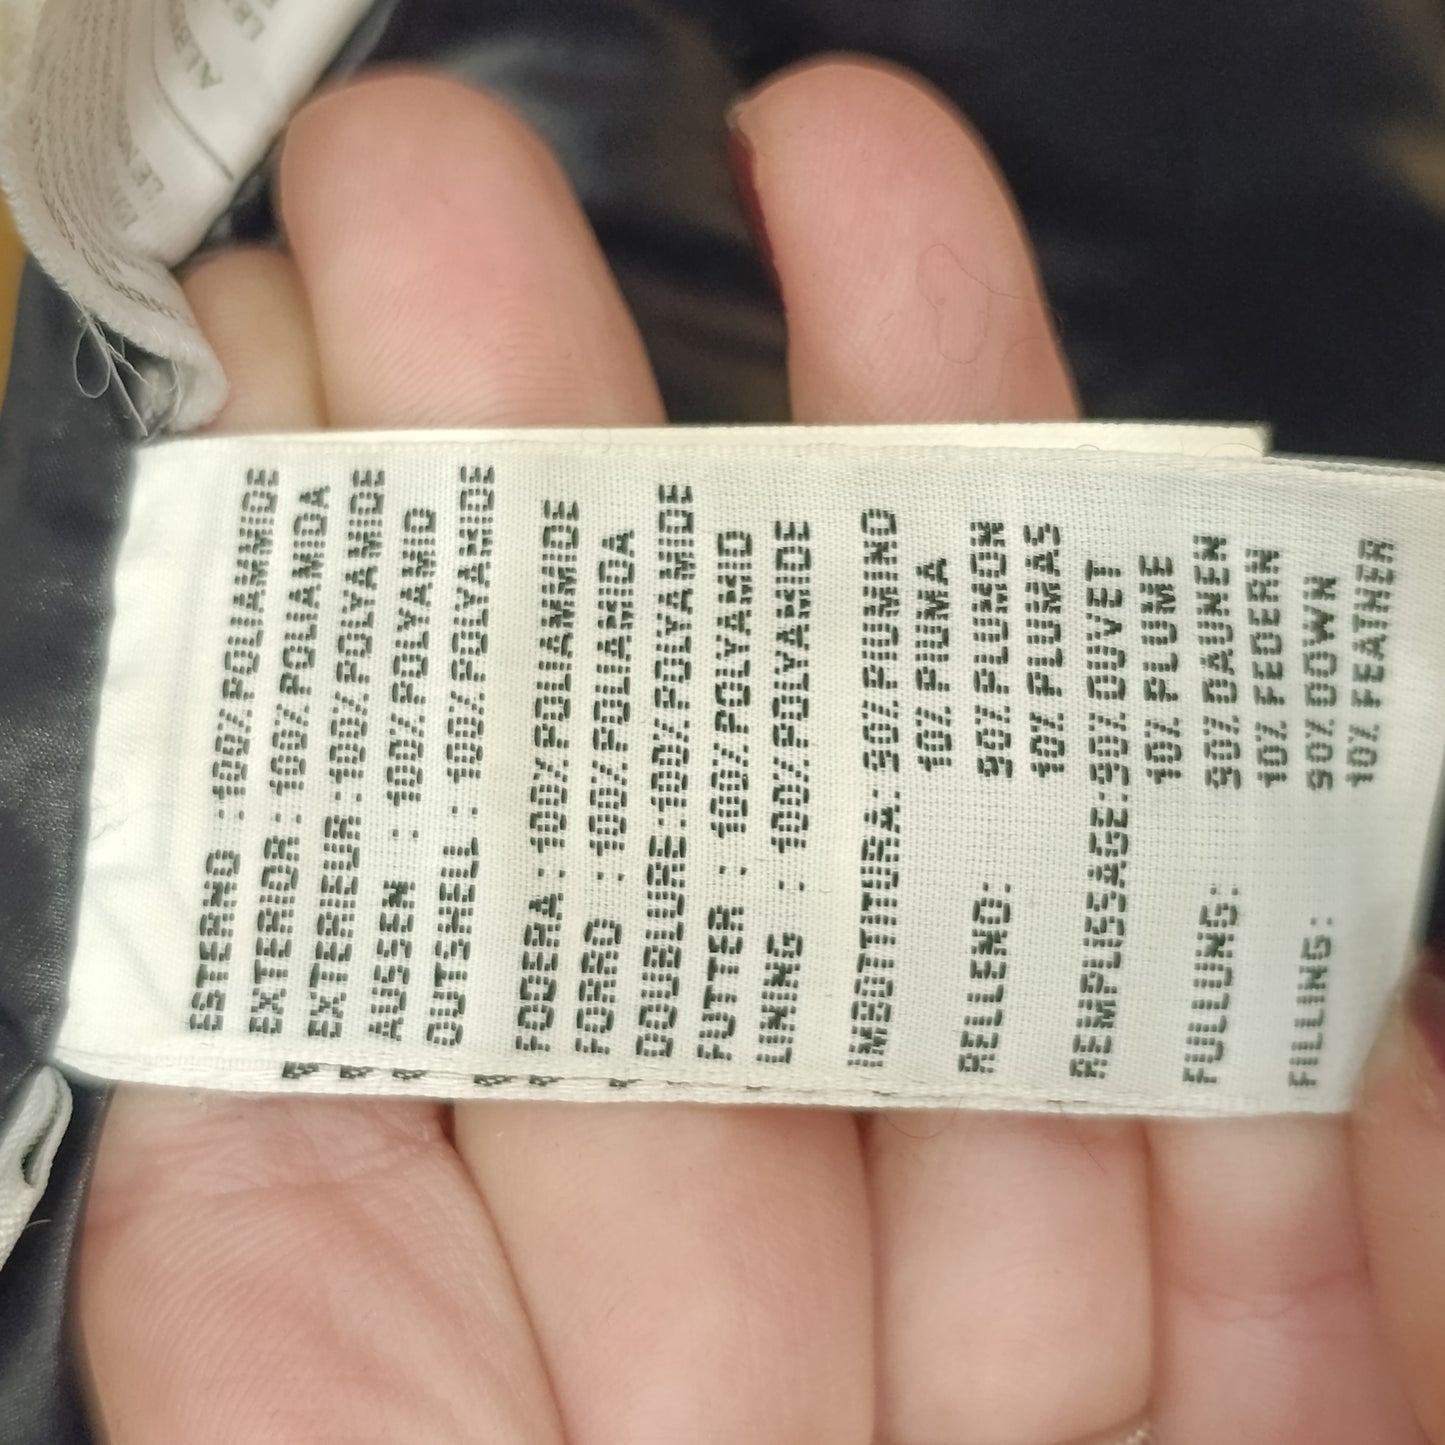 ESTERNO :100%POLIAMMIDE
EXTERIOR:100%POLIAMIDA
EXTERIEUR:100%POLYAMIDE
AUSSEN :100%POLYAMID
OUTSHELL :100%POLYAMIDE
FODERA :100%POLIAMMIDE
FORRO :100%POLIAMIDA
DOUBLURE:100%POLYAMIDE
FUTTER :100%POLYAMID
LINING :100%POLYAMIDE
IMBOTTITURA:90%PIUMINO
10%PIUMA
RELLENO: 90%PLUMON
10%PLUMAS
REMPLISSAGE:90%DUVET
10%PLUME
FULLUNG: 90%DAUNEN
10%FEDERN
FILLING: 90%DOWN
10%FEATHER